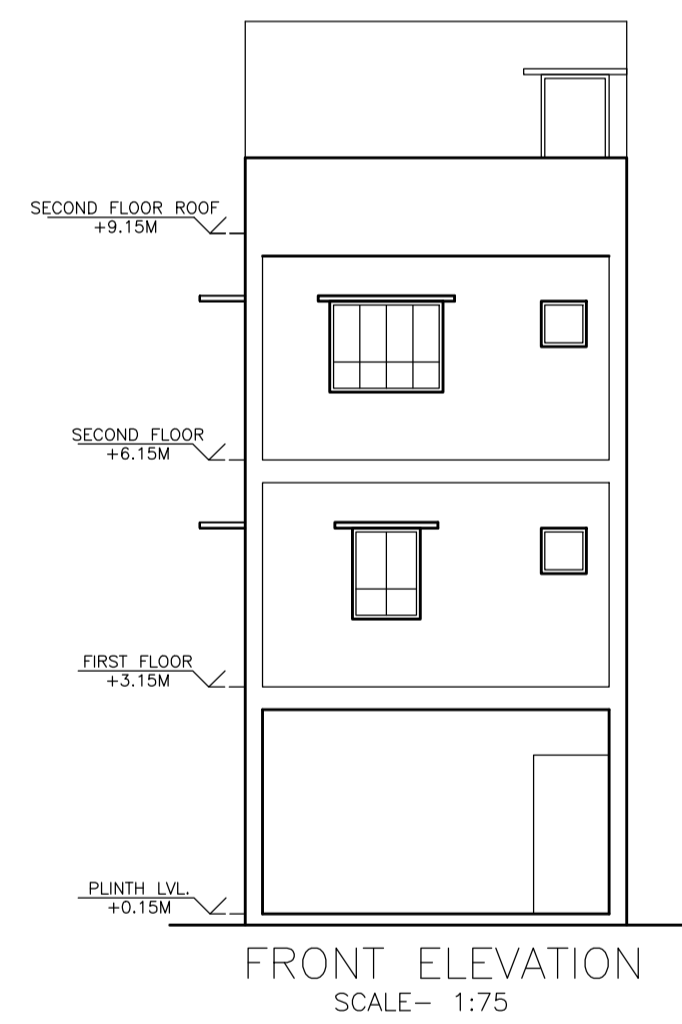 SECOND FLOOR ROOF
+9.15M
SECOND FLOOR
+6.15M
FIRST FLOOR
+3.15M
PLINTH LVL.
+0.15M
FRONT ELEVATION
SCALE- 1:75